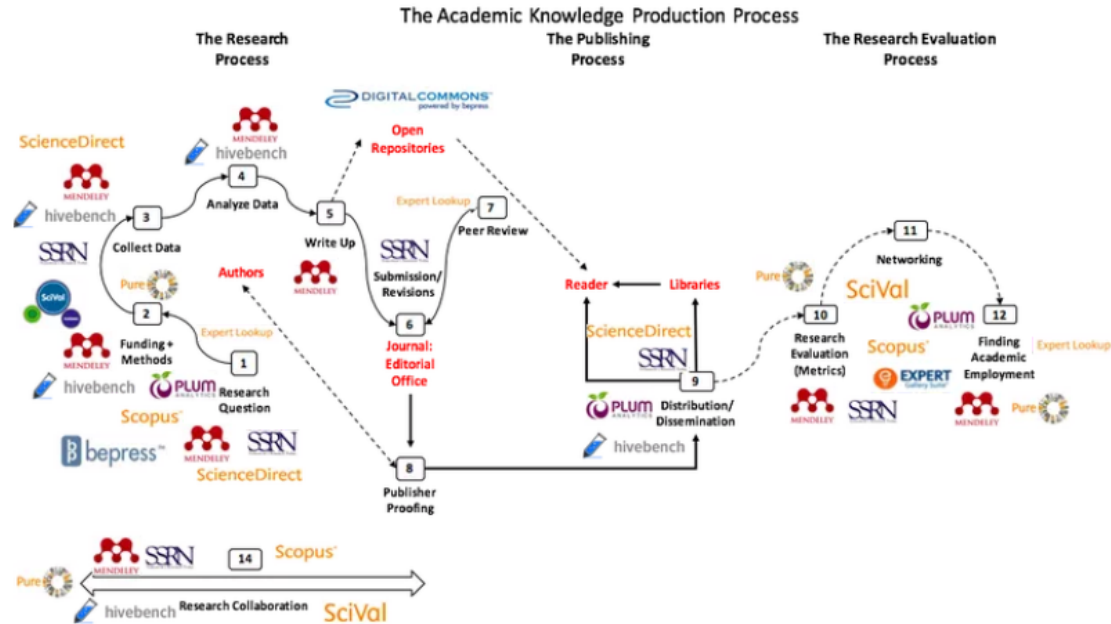 The Academic Knowledge Production Process
The Research
Process
The Publishing
Process
The Research Evaluation
Process
DIGITALCOMMONS™
powered by bepress
Open
Repositories
ScienceDirect
MENDELEY
hivebench
MENDELEY
hivebench
4
Analyze Data
3
Collect Data
5
Write Up
MENDELEY
Expert Lookup
7
Peer Review
SSRN
Submission/
Revisions
6
Journal:
Editorial
Office
SSRN
SciVal
Pure
2
Funding +
Methods
Authors
Expert Lookup
1
Research
Question
MENDELEY
hivebench
PLUM
ANALYTICS
Scopus®
bepress™
MENDELEY
SSRN
ScienceDirect
8
Publisher
Proofing
Reader
Libraries
ScienceDirect
SSRN
9
Distribution/
Dissemination
PLUM
ANALYTICS
hivebench
11
Networking
Pure
SciVal
10
Research
Evaluation
(Metrics)
PLUM
ANALYTICS
12
Finding
Academic
Employment
Expert Lookup
Scopus®
EXPERT
Gallery Suite™
MENDELEY
SSRN
MENDELEY
Pure
MENDELEY
SSRN
14
Scopus®
Pure
hivebench
Research Collaboration
SciVal